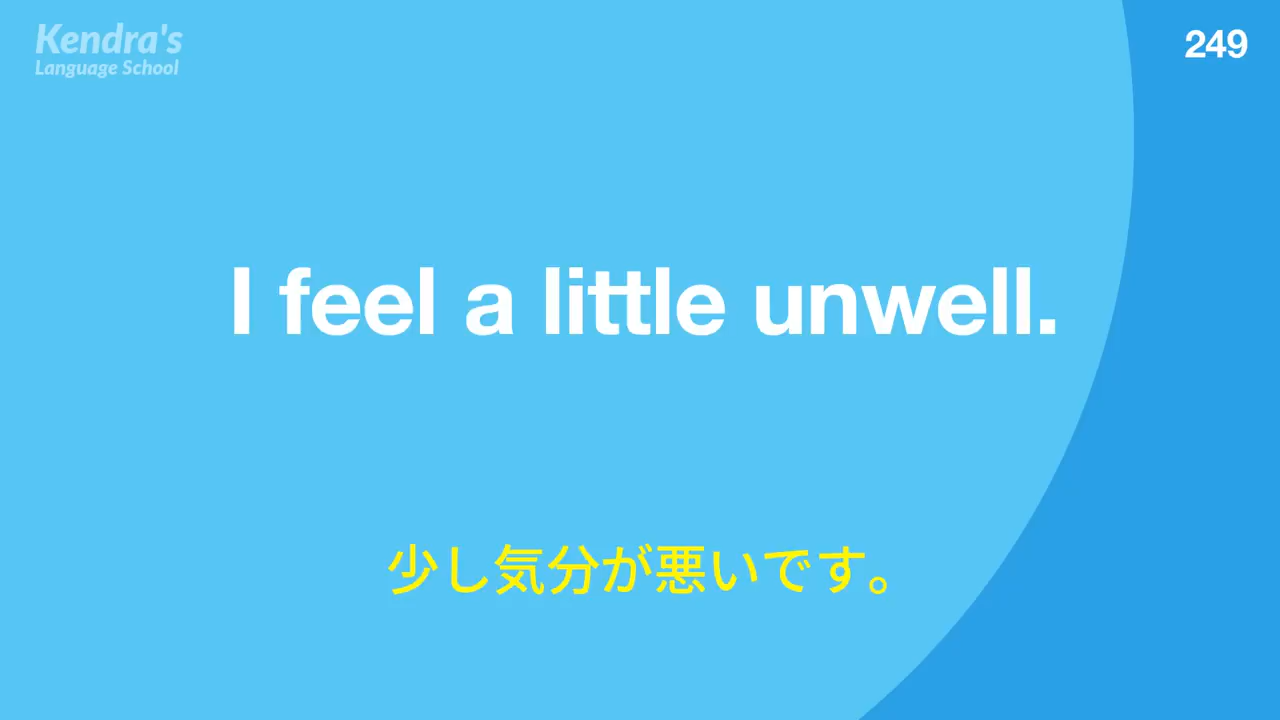 Kendra's
Language School
249
I feel a little unwell.
少し気分が悪いです。